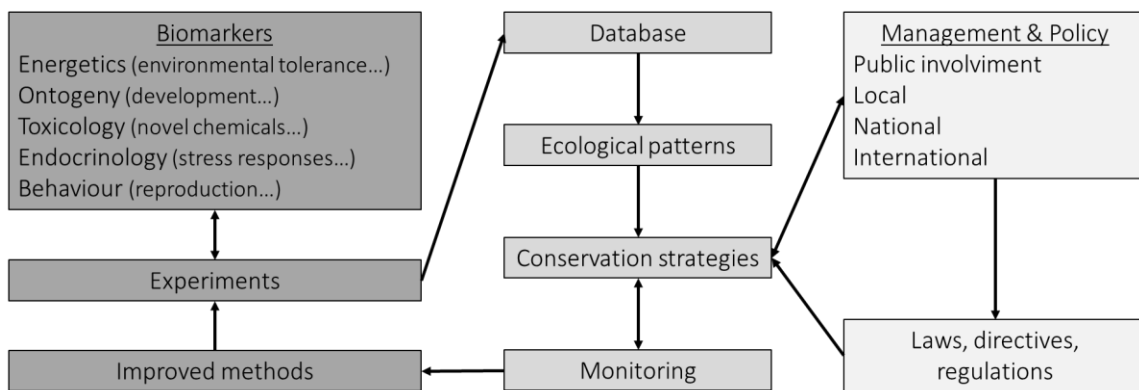 Biomarkers
Energetics (environmental tolerance...)
Ontogeny (development...)
Toxicology (novel chemicals...)
Endocrinology (stress responses...)
Behaviour (reproduction...)
Experiments
Improved methods
Database
Ecological patterns
Conservation strategies
Monitoring
Management & Policy
Public involviment
Local
National
International
Laws, directives,
regulations